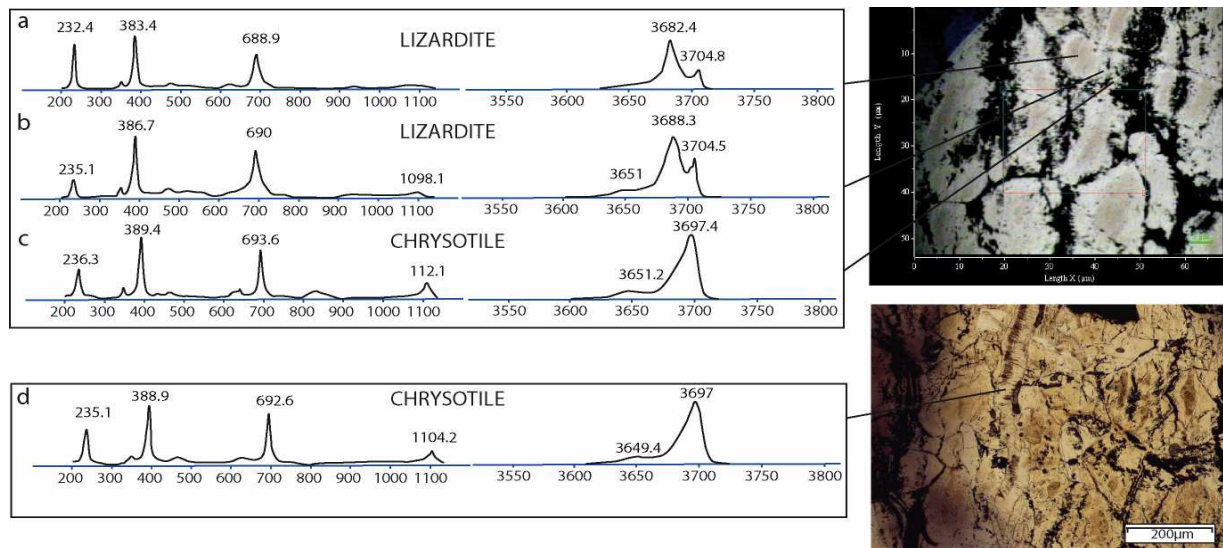 a
232.4 383.4 688.9 LIZARDITE 3682.4 3704.8
200 300 400 500 600 700 800 900 1000 1100 3550 3600 3650 3700 3750 3800
b
235.1 386.7 690 LIZARDITE 1098.1 3651 3688.3 3704.5
200 300 400 500 600 700 800 900 1000 1100 3550 3600 3650 3700 3750 3800
c
236.3 389.4 693.6 CHRYSOTILE 112.1 3651.2 3697.4
200 300 400 500 600 700 800 900 1000 1100 3550 3600 3650 3700 3750 3800
d
235.1 388.9 692.6 CHRYSOTILE 1104.2 3649.4 3697
200 300 400 500 600 700 800 900 1000 1100 3550 3600 3650 3700 3750 3800
Length Y (µm)
10
20
30
40
50
0 10 20 30 40 50 60
Length X (µm)
200µm